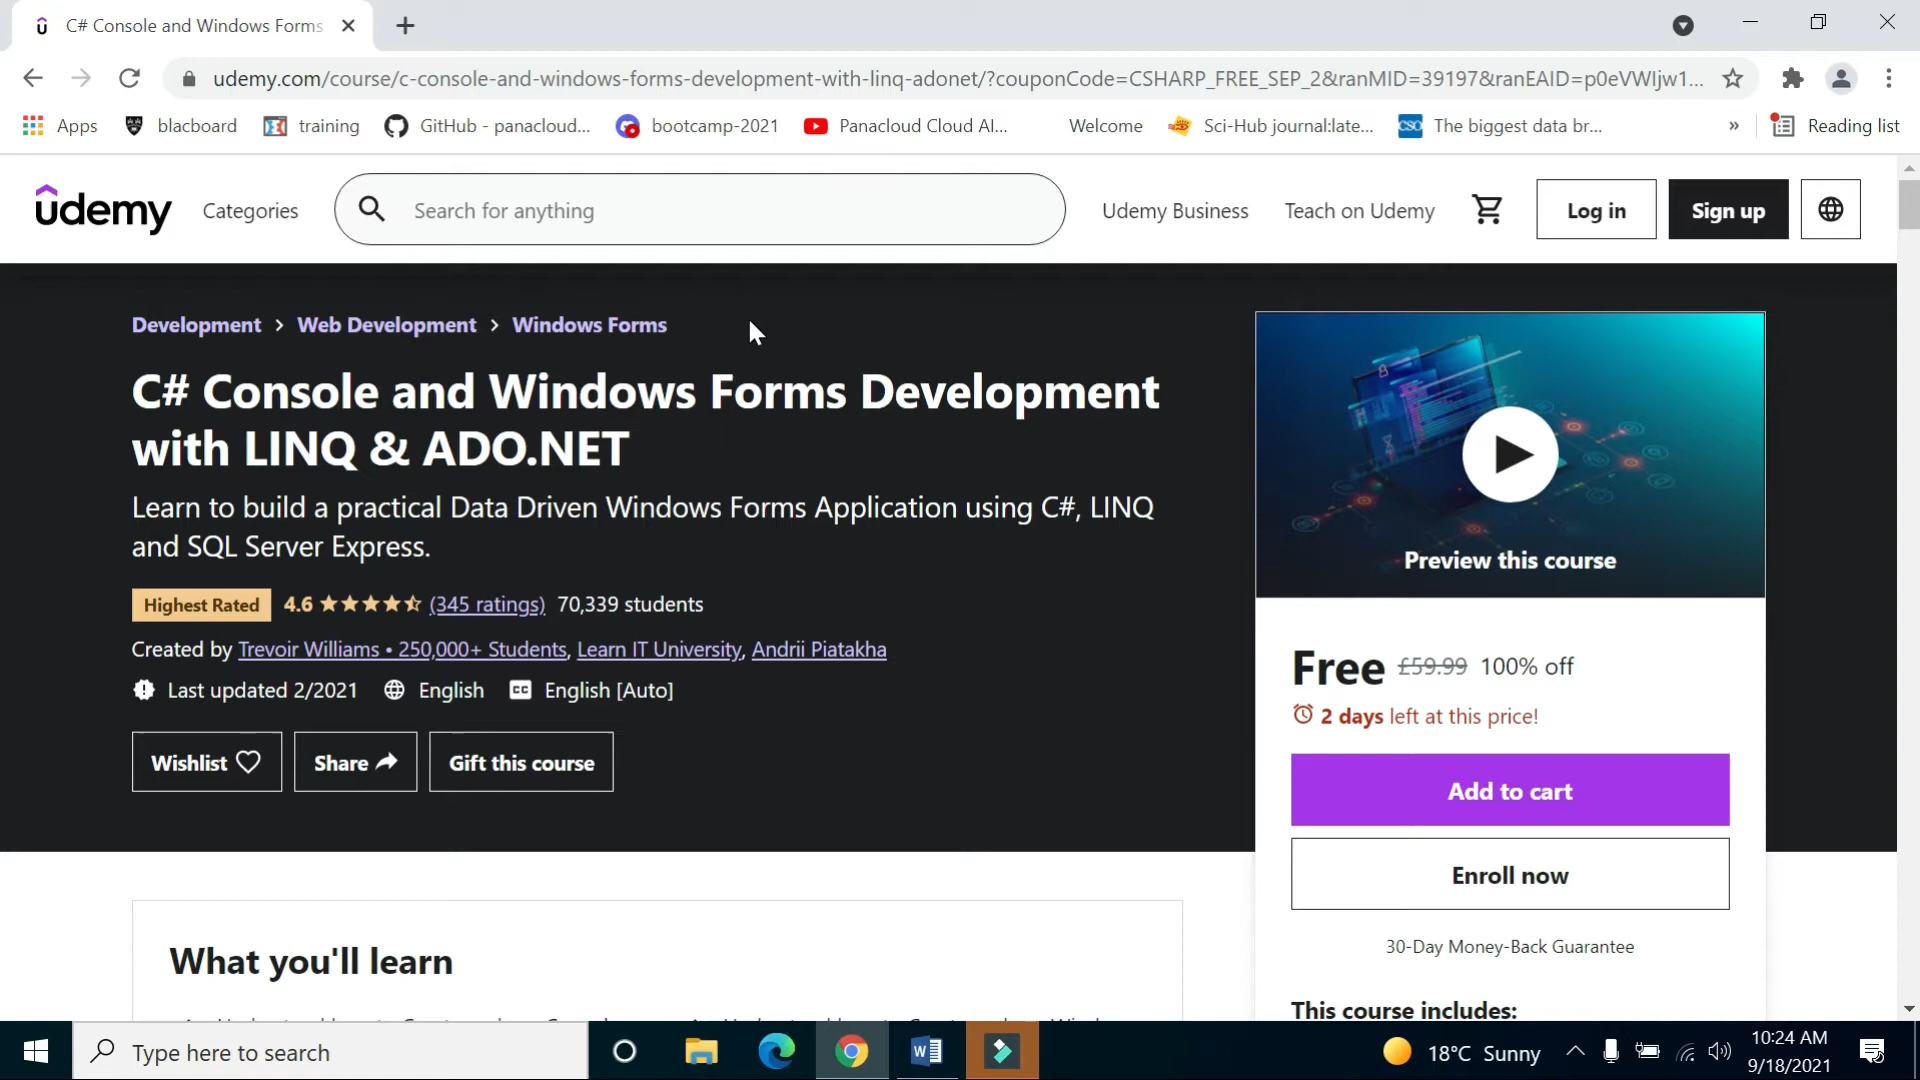 C# Console and Windows Forms
udemy.com/course/c-console-and-windows-forms-development-with-linq-adonet/?couponCode=CSHARP_FREE_SEP_2&ranMID=39197&ranEAID=p0eVWIjw1...
Apps blacboard training GitHub - panacloud... bootcamp-2021 Panacloud Cloud AI... Welcome Sci-Hub journal:late... CSO The biggest data br... » Reading list
udemy Categories Search for anything Udemy Business Teach on Udemy Log in Sign up
Development > Web Development > Windows Forms
C# Console and Windows Forms Development
with LINQ & ADO.NET
Learn to build a practical Data Driven Windows Forms Application using C#, LINQ
and SQL Server Express.
Highest Rated 4.6 (345 ratings) 70,339 students
Created by Trevoir Williams • 250,000+ Students, Learn IT University, Andrii Piatakha
Last updated 2/2021 English CC English [Auto]
Wishlist Share Gift this course
Preview this course
Free £59.99 100% off
2 days left at this price!
Add to cart
Enroll now
30-Day Money-Back Guarantee
This course includes:
What you'll learn
Type here to search
18°C Sunny
10:24 AM
9/18/2021